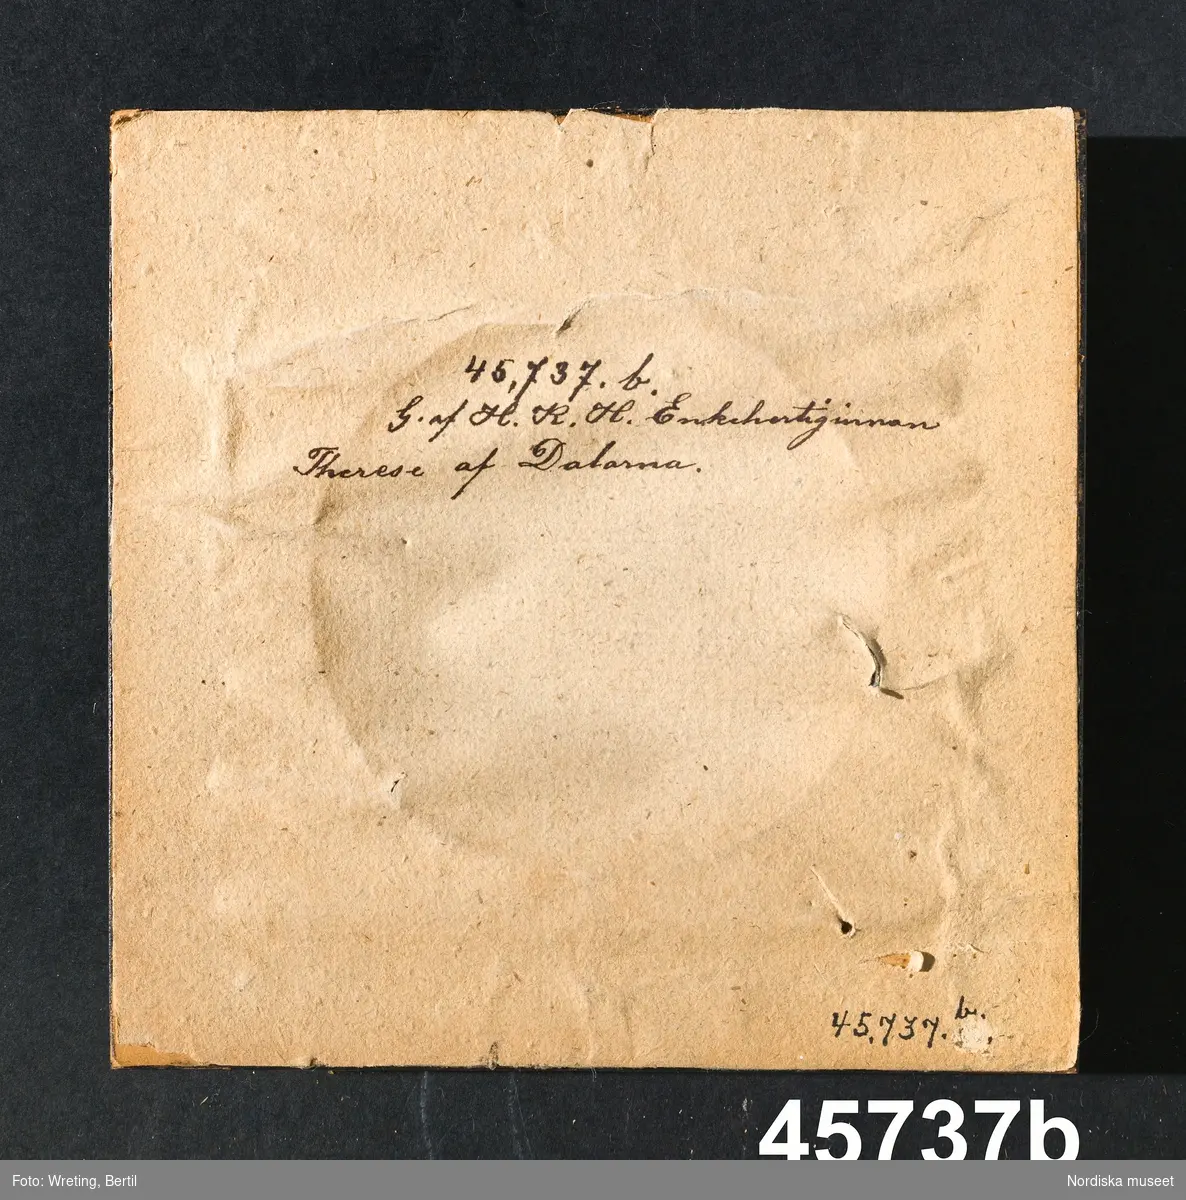 45,737. b.
G. af H. K. H. Enkehertiginnan
Therese af Dalarna.
45,737. b.
45737b
Foto: Wreting, Bertil
Nordiska museet